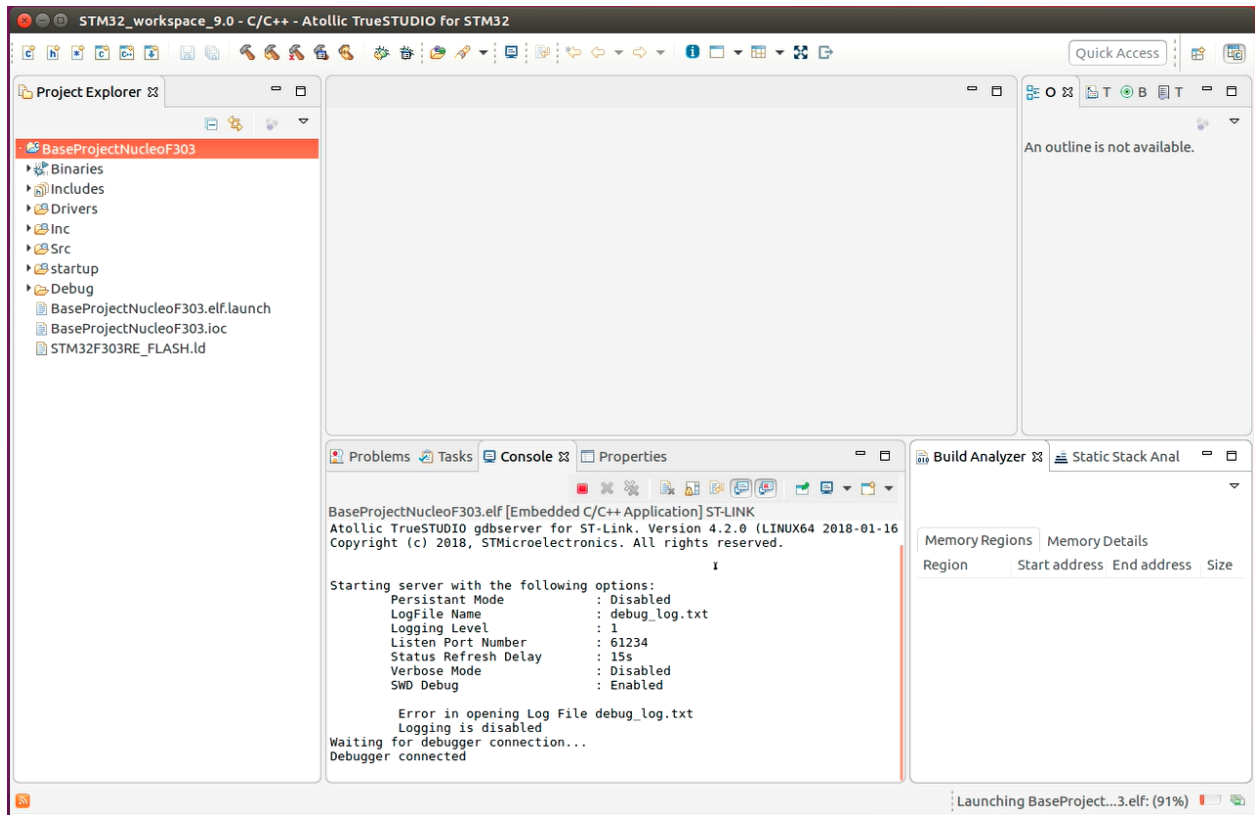 STM32_workspace_9.0 - C/C++ - Atollic TrueSTUDIO for STM32
Quick Access
Project Explorer
BaseProjectNucleoF303
Binaries
Includes
Drivers
Inc
Src
startup
Debug
BaseProjectNucleoF303.elf.launch
BaseProjectNucleoF303.ioc
STM32F303RE_FLASH.ld
O T B T
An outline is not available.
Problems Tasks Console Properties
BaseProjectNucleoF303.elf [Embedded C/C++ Application] ST-LINK
Atollic TrueSTUDIO gdbserver for ST-Link. Version 4.2.0 (LINUX64 2018-01-16
Copyright (c) 2018, STMicroelectronics. All rights reserved.
Starting server with the following options:
Persistant Mode : Disabled
LogFile Name : debug_log.txt
Logging Level : 1
Listen Port Number : 61234
Status Refresh Delay : 15s
Verbose Mode : Disabled
SWD Debug : Enabled
Error in opening Log File debug_log.txt
Logging is disabled
Waiting for debugger connection...
Debugger connected
Build Analyzer Static Stack Anal
Memory Regions Memory Details
Region Start address End address Size
Launching BaseProject...3.elf: (91%)